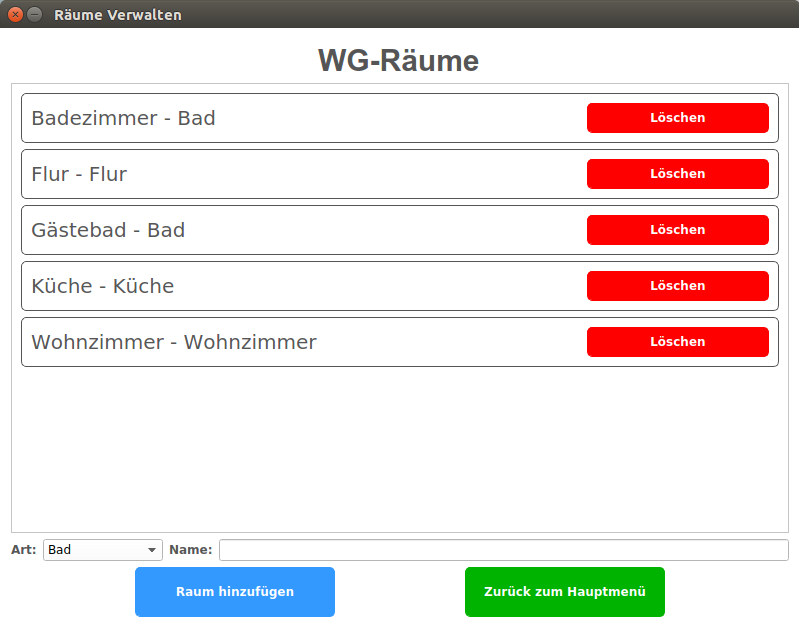 Räume Verwalten
WG-Räume
Badezimmer - Bad Löschen
Flur - Flur Löschen
Gästebad - Bad Löschen
Küche - Küche Löschen
Wohnzimmer - Wohnzimmer Löschen
Art: Bad Name:
Raum hinzufügen Zurück zum Hauptmenü